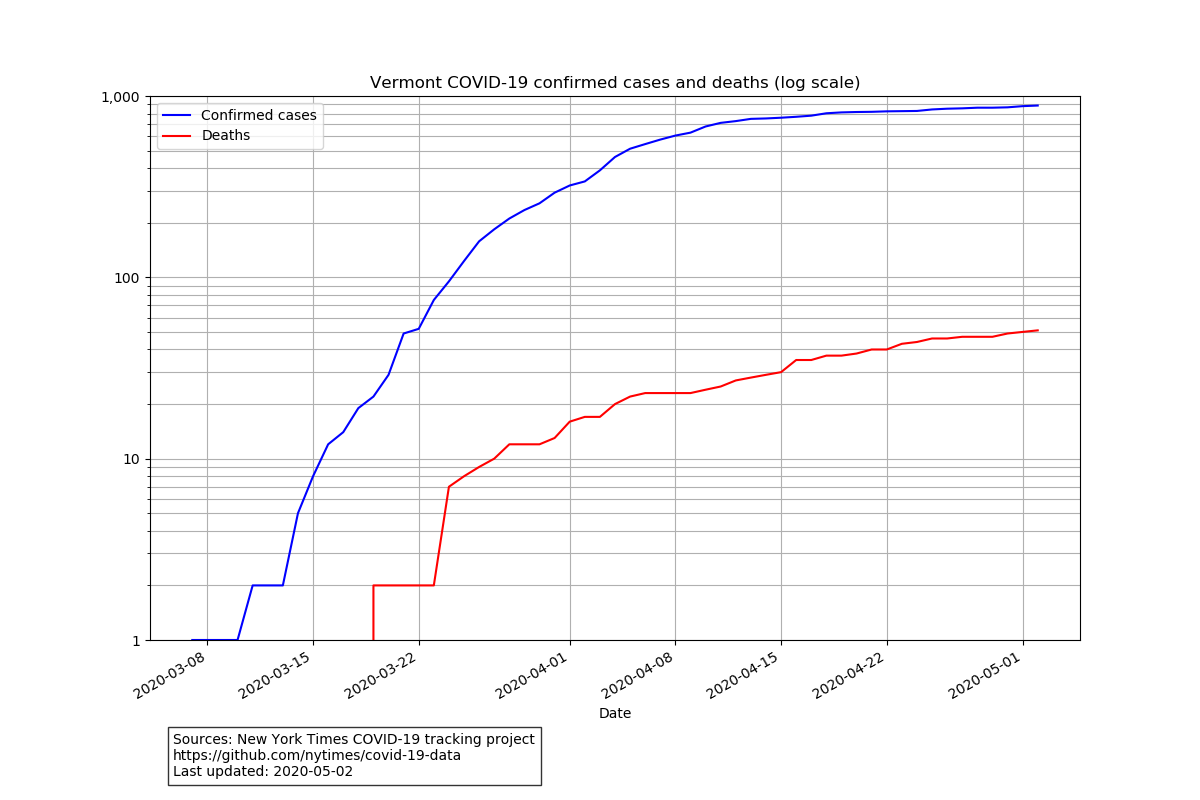 Vermont COVID-19 confirmed cases and deaths (log scale)
1,000
Confirmed cases
Deaths
100
10
1
2020-03-08
2020-03-15
2020-03-22
2020-04-01
2020-04-08
2020-04-15
2020-04-22
2020-05-01
Date
Sources: New York Times COVID-19 tracking project
https://github.com/nytimes/covid-19-data
Last updated: 2020-05-02